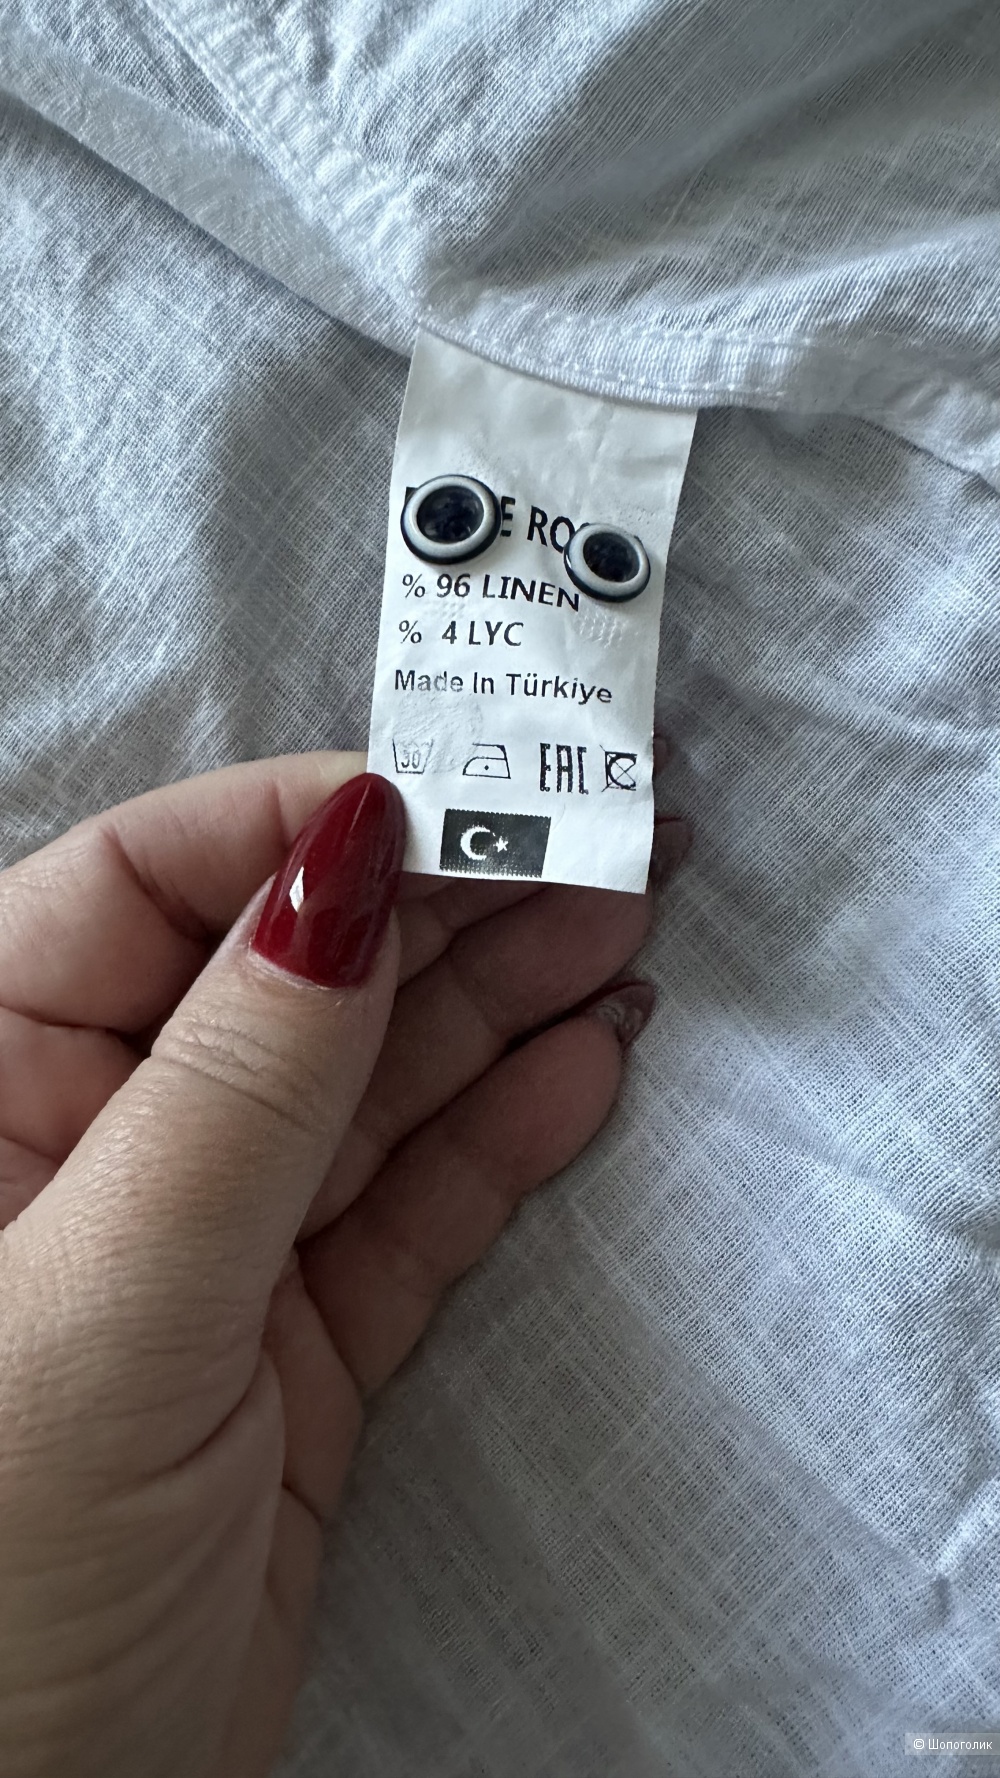 % 96 LINEN
% 4 LYC
Made In Türkiye
30
EAC
© Шопоголик